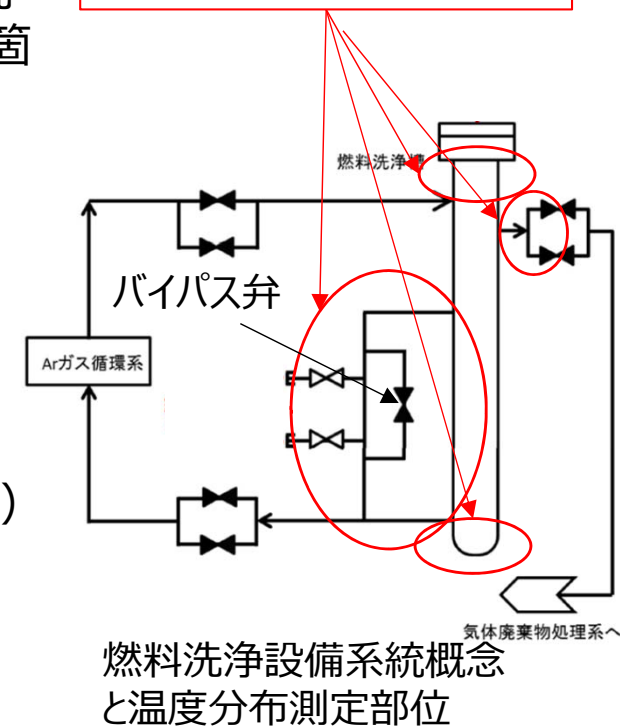 箇
燃料洗浄槽
バイパス弁
Arガス循環系
)
気体廃棄物処理系へ
燃料洗浄設備系統概念
と温度分布測定部位